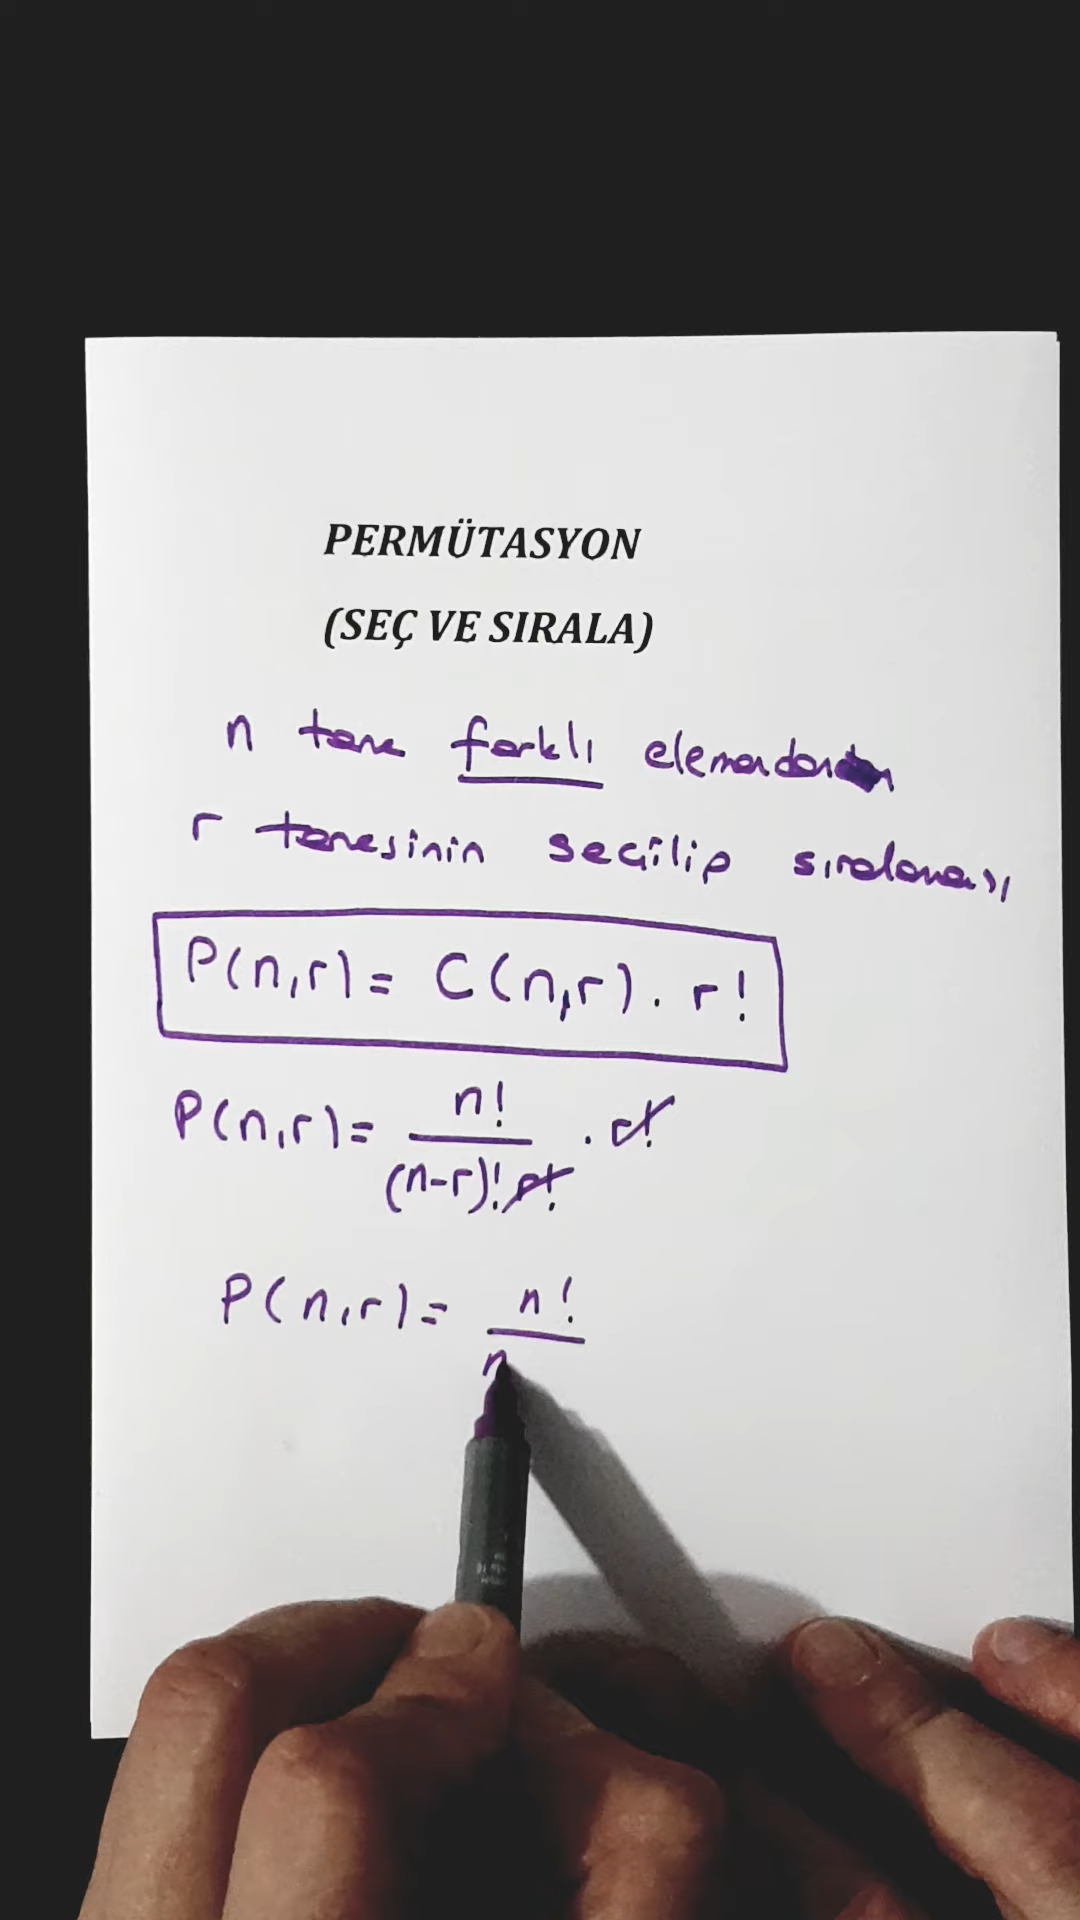 PERMÜTASYON
(SEÇ VE SIRALA)
n tane farklı elemandan
r tanesinin seçilip sıralanması
P(n,r) = C(n,r) . r!
P(n,r) = n! / (n-r)! r! . r!
P(n,r) = n! / n